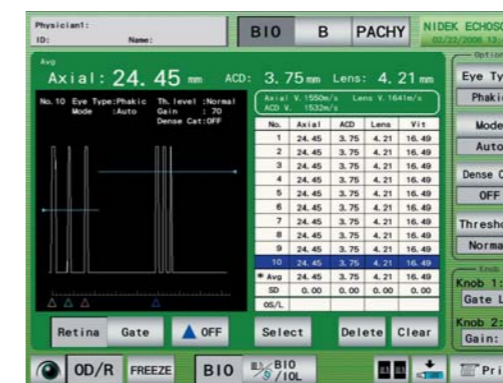 Physician1:
ID: Name:
BIO B PACHY
NIDEK ECHOSC
02/22/2006 13:
Option
Avg
Axial: 24.45 mm ACD: 3.75 mm Lens: 4.21 mm
No.10 Eye Type:Phakic Th.level :Normal
Mode :Auto Gain : 70
Dense Cat:OFF
Axial V.1550m/s Lens V.1641m/s
ACD V. 1532m/s
No. Axial ACD Lens Vit
1 24.45 3.75 4.21 16.49
2 24.45 3.75 4.21 16.49
3 24.45 3.75 4.21 16.49
4 24.45 3.75 4.21 16.49
5 24.45 3.75 4.21 16.49
6 24.45 3.75 4.21 16.49
7 24.45 3.75 4.21 16.49
8 24.45 3.75 4.21 16.49
9 24.45 3.75 4.21 16.49
10 24.45 3.75 4.21 16.49
* Avg 24.45 3.75 4.21 16.49
SD 0.00 0.00 0.00 0.00
OS/L
Eye Ty
Phaki
Mode
Auto
Dense C
OFF
Thresho
Norma
Knob
Knob 1:
Gate L
Knob 2:
Gain:
Retina Gate OFF Select Delete Clear
OD/R FREEZE BIO BIO
/IOL
Pri